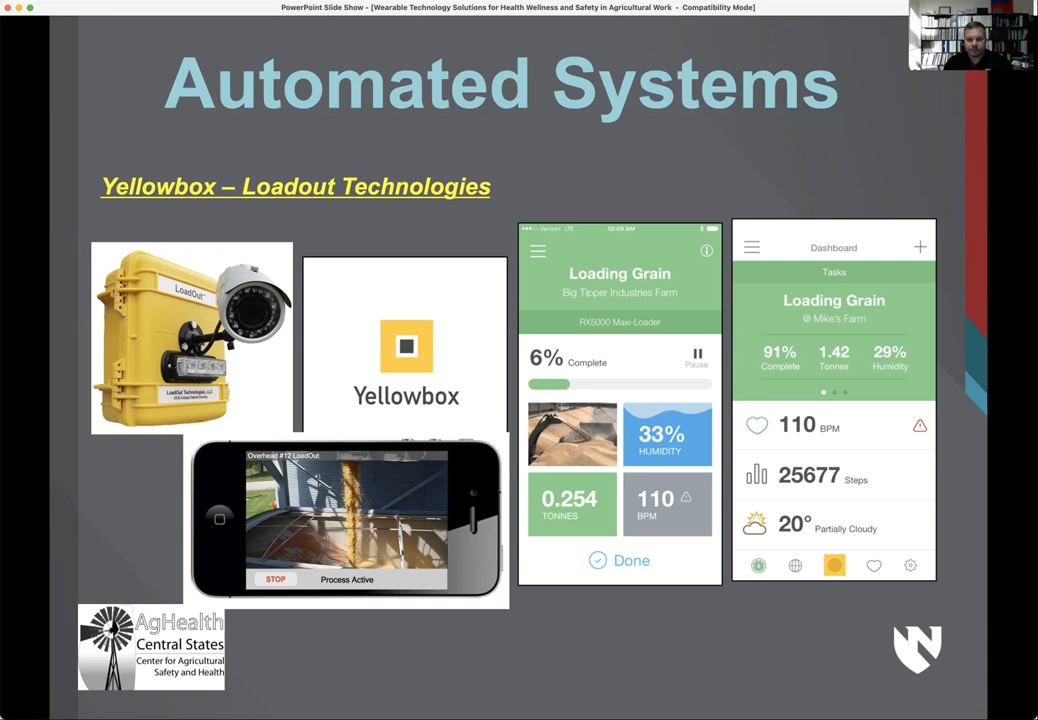 PowerPoint Slide Show - [Wearable Technology Solutions for Health Wellness and Safety in Agricultural Work - Compatibility Mode]
Automated Systems
Yellowbox – Loadout Technologies
LoadOut™
LoadOut Technologies, LLC
Yellowbox
Overhead #12 LoadOut
STOP
Process Active
Verizon LTE
10:09 AM
Loading Grain
Big Tipper Industries Farm
RX5000 Maxi-Loader
6% Complete
Pause
33%
HUMIDITY
0.254
TONNES
110
BPM
Done
Dashboard
Tasks
Loading Grain
@ Mike's Farm
91% 1.42 29%
Complete Tonnes Humidity
110 BPM
25677 Steps
20° Partially Cloudy
AgHealth
Central States
Center for Agricultural
Safety and Health
N